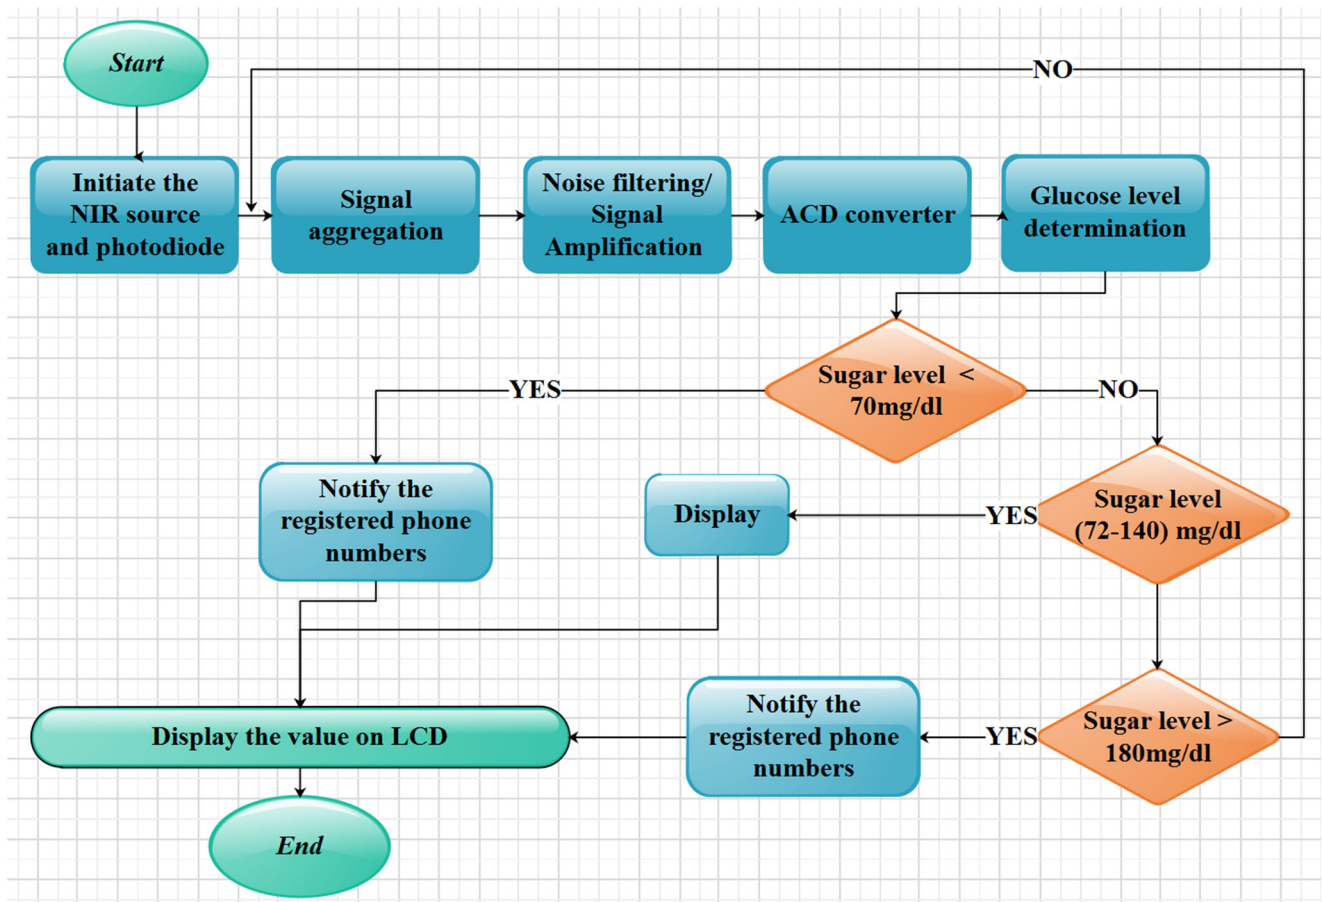 Start
NO
Initiate the
NIR source
and photodiode
Signal
aggregation
Noise filtering/
Signal
Amplification
ACD converter
Glucose level
determination
Sugar level <
70mg/dl
YES
NO
Notify the
registered phone
numbers
Display
YES
Sugar level
(72-140) mg/dl
Display the value on LCD
Notify the
registered phone
numbers
YES
Sugar level >
180mg/dl
End